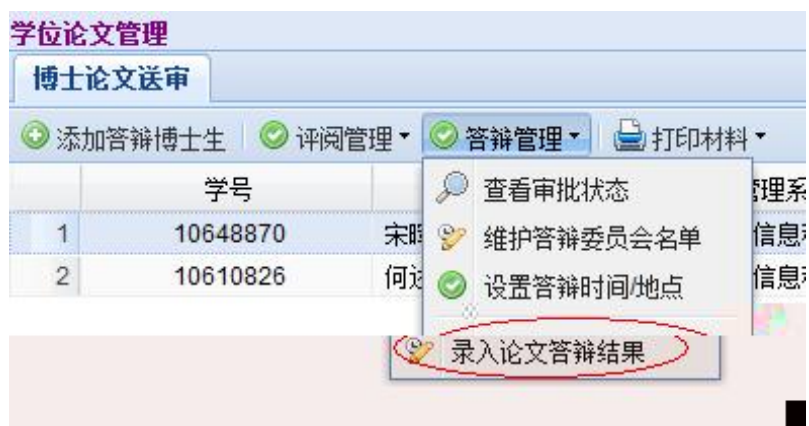 学位论文管理
博士论文送审
添加答辩博士生 评阅管理 答辩管理 打印材料
学号
查看审批状态
管理系
1 10648870 宋
维护答辩委员会名单
信息
2 10610826 何
设置答辩时间/地点
信息
录入论文答辩结果